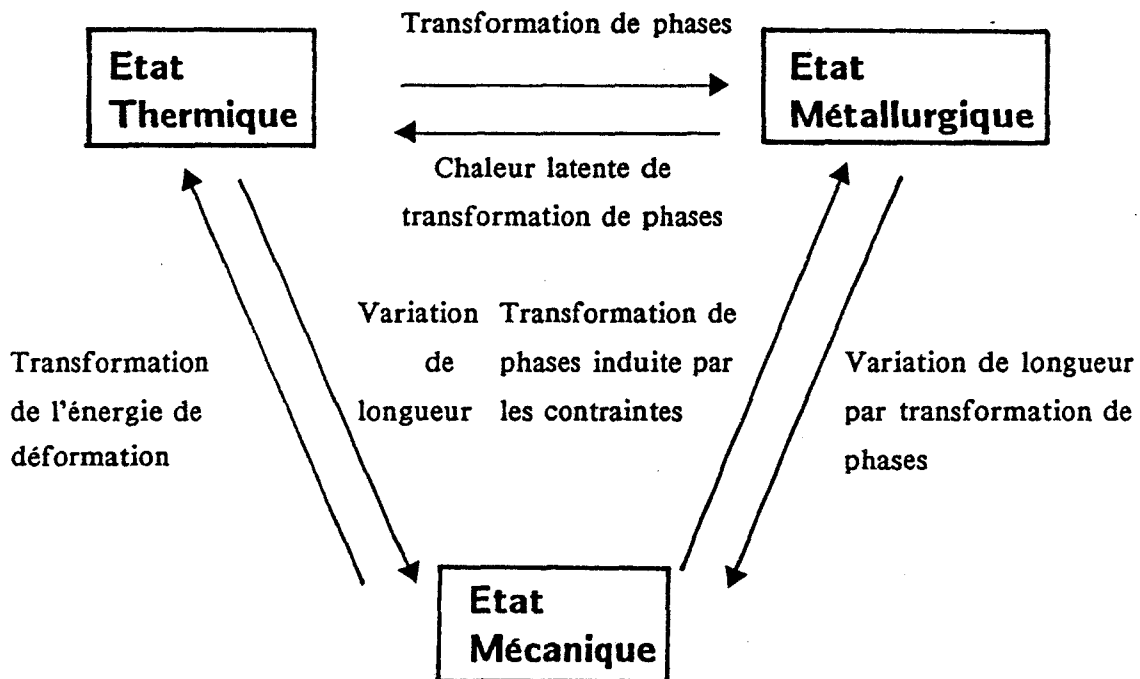 Transformation de phases
Etat
Thermique
Etat
Métallurgique
Chaleur latente de
transformation de phases
Transformation
de l'énergie de
déformation
Variation
de
longueur
Transformation de
phases induite par
les contraintes
Variation de longueur
par transformation de
phases
Etat
Mécanique